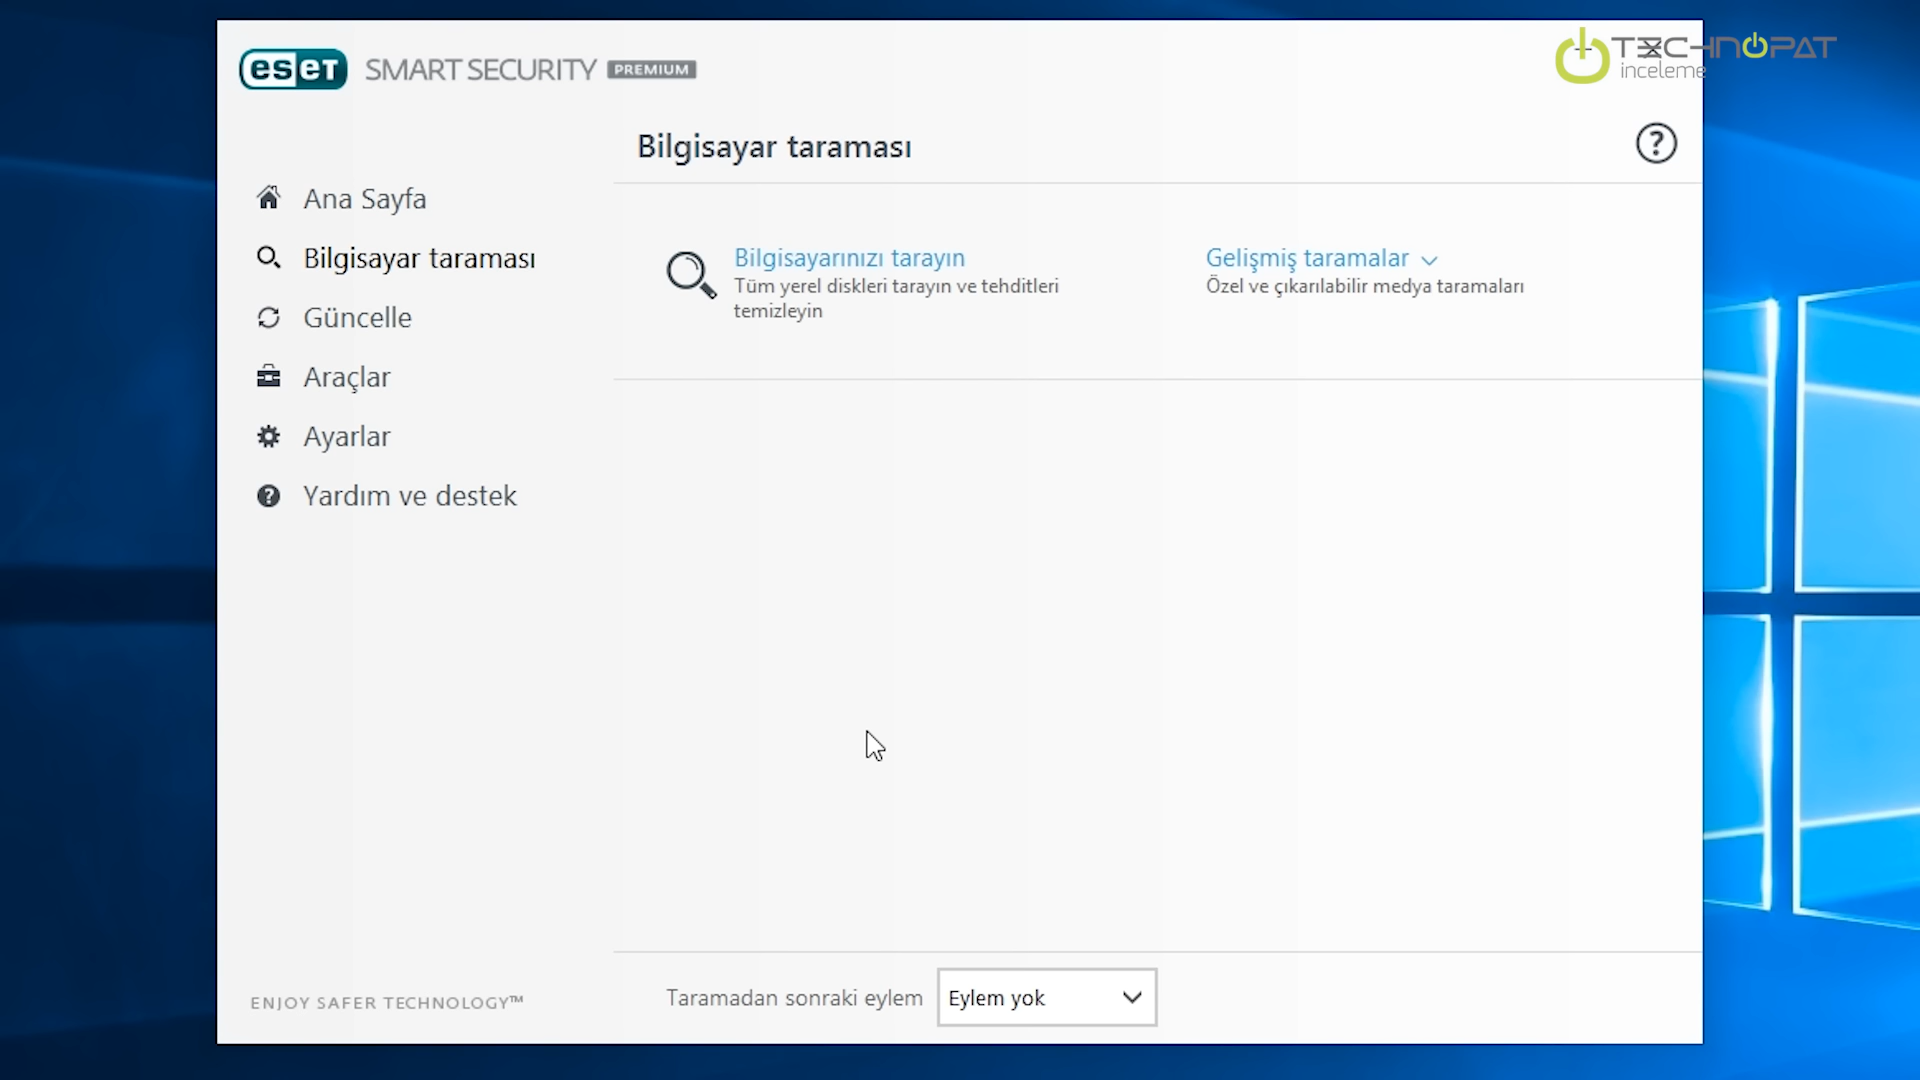 eset SMART SECURITY PREMIUM
TECHNOPAT
inceleme
Bilgisayar taraması
Ana Sayfa
Bilgisayar taraması
Güncelle
Araçlar
Ayarlar
Yardım ve destek
Bilgisayarınızı tarayın
Tüm yerel diskleri tarayın ve tehditleri
temizleyin
Gelişmiş taramalar
Özel ve çıkarılabilir medya taramaları
Taramadan sonraki eylem
Eylem yok
ENJOY SAFER TECHNOLOGY™